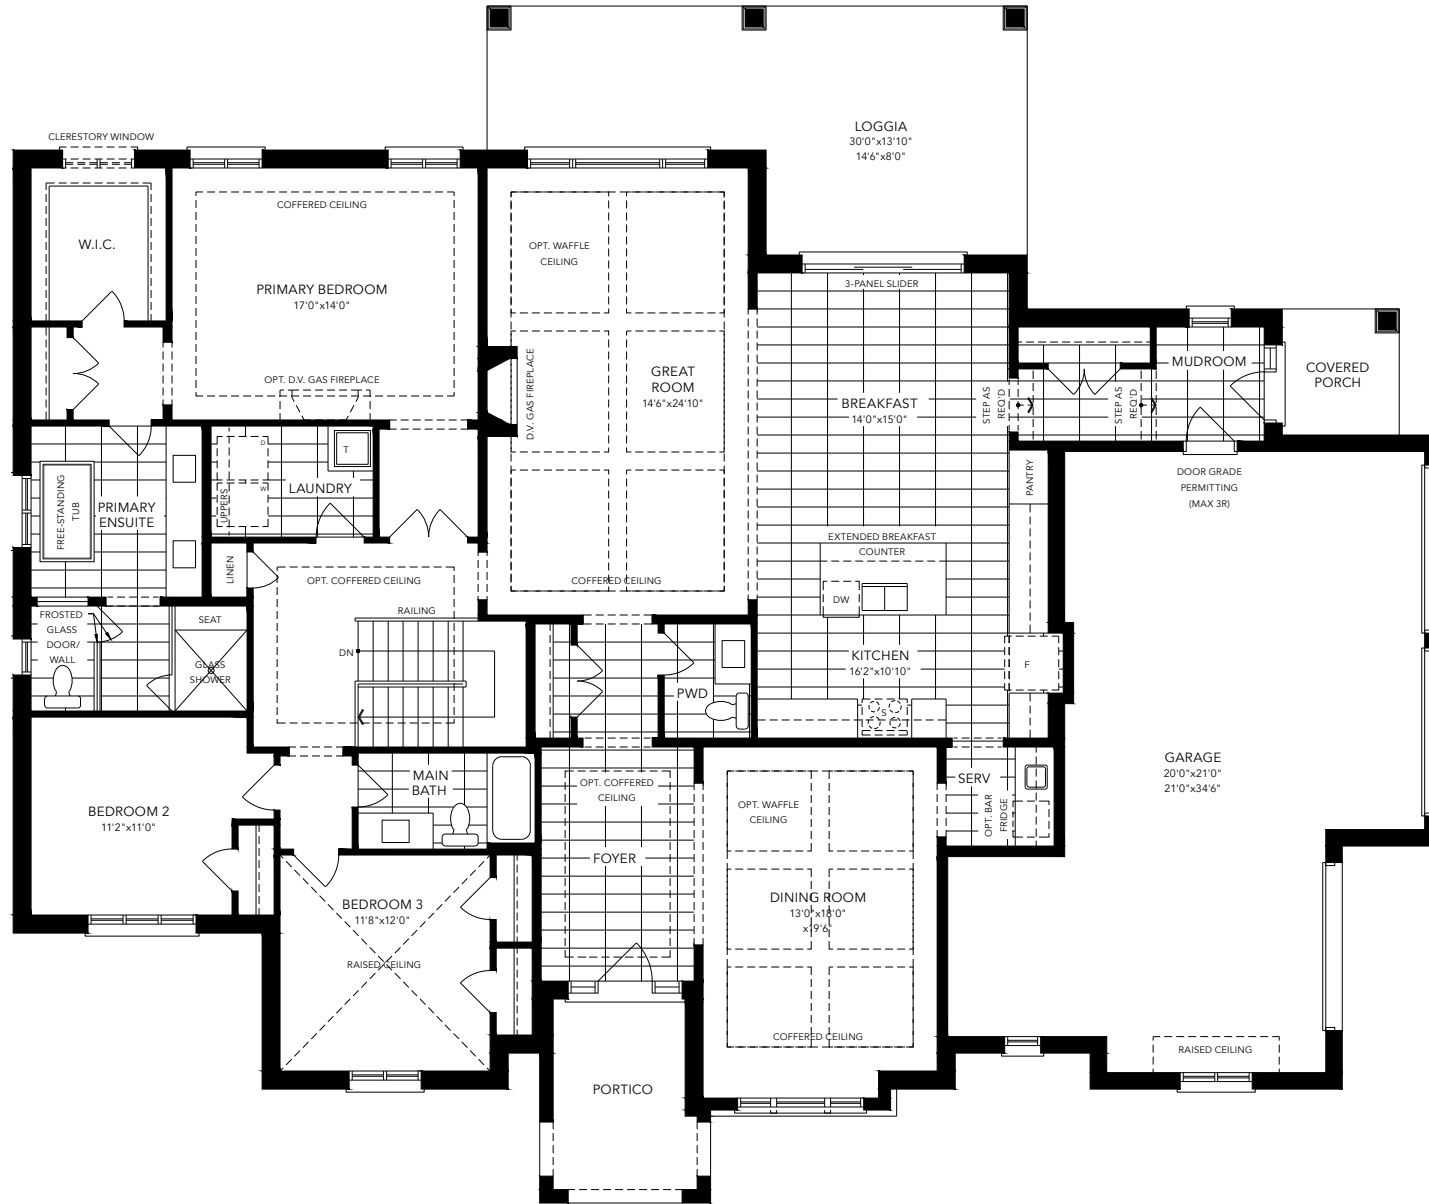 LOGGIA
30'0"x13'10"
14'6"x8'0"
CLERESTORY WINDOW
W.I.C.
COFFERED CEILING
PRIMARY BEDROOM
17'0"x14'0"
OPT. D.V. GAS FIREPLACE
OPT. WAFFLE
CEILING
D.V. GAS FIREPLACE
GREAT
ROOM
14'6"x24'10"
COFFERED CEILING
3-PANEL SLIDER
BREAKFAST
14'0"x15'0"
STEP AS
REQ'D
STEP AS
REQ'D
MUDROOM
COVERED
PORCH
DOOR GRADE
PERMITTING
(MAX 3R)
PANTRY
FREE-STANDING
TUB
PRIMARY
ENSUITE
UPPERS
D
W
T
LAUNDRY
LINEN
OPT. COFFERED CEILING
RAILING
DN
FROSTED
GLASS
DOOR/
WALL
SEAT
GLASS
SHOWER
EXTENDED BREAKFAST
COUNTER
DW
KITCHEN
16'2"x10'10"
F
S
PWD
GARAGE
20'0"x21'0"
21'0"x34'6"
SERV
OPT. BAR
FRIDGE
MAIN
BATH
BEDROOM 2
11'2"x11'0"
OPT. COFFERED
CEILING
FOYER
OPT. WAFFLE
CEILING
DINING ROOM
13'0"x18'0"
x19'6"
COFFERED CEILING
BEDROOM 3
11'8"x12'0"
RAISED CEILING
PORTICO
RAISED CEILING